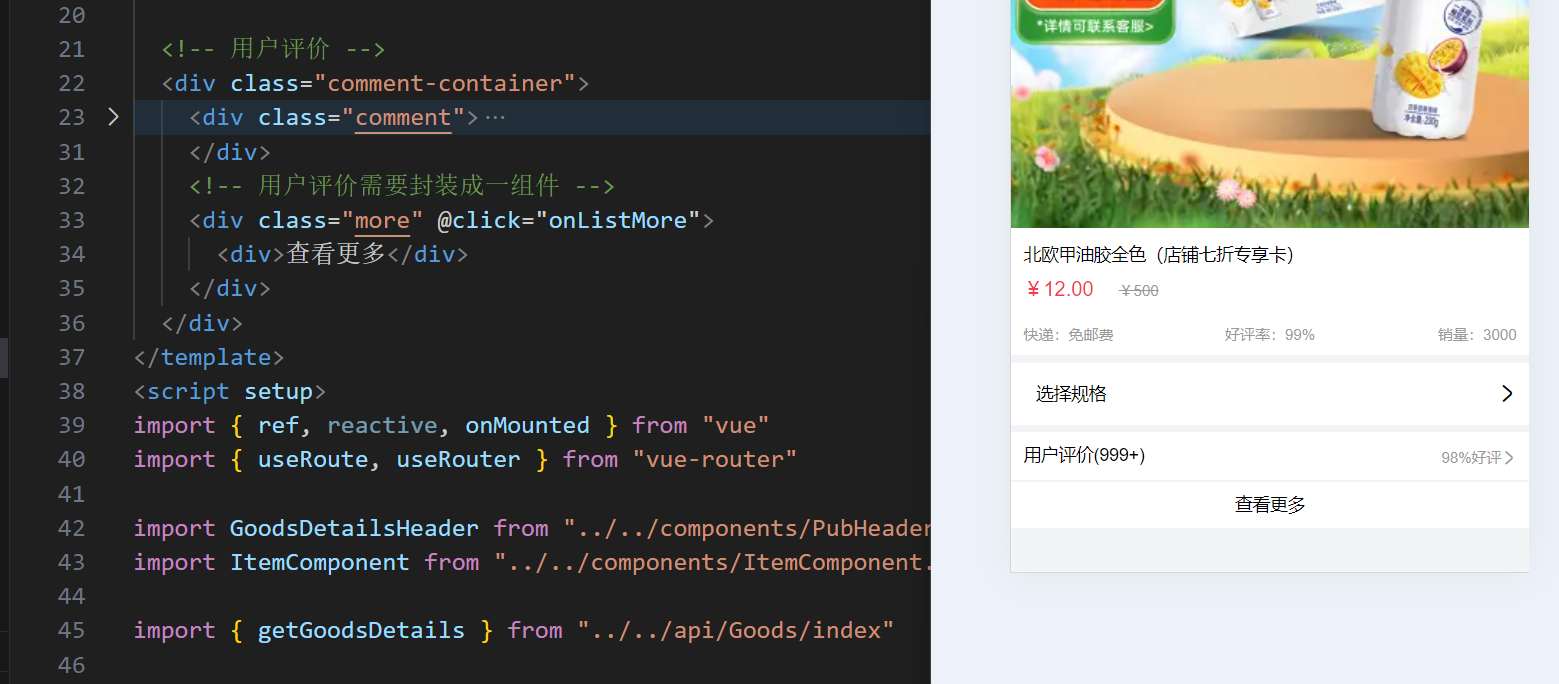 20
21 <!-- 用户评价 -->
22 <div class="comment-container">
23 <div class="comment">···
31 </div>
32 <!-- 用户评价需要封装成一组件 -->
33 <div class="more" @click="onListMore">
34 <div>查看更多</div>
35 </div>
36 </div>
37 </template>
38 <script setup>
39 import { ref, reactive, onMounted } from "vue"
40 import { useRoute, useRouter } from "vue-router"
41
42 import GoodsDetailsHeader from "../../components/PubHeader
43 import ItemComponent from "../../components/ItemComponent.
44
45 import { getGoodsDetails } from "../../api/Goods/index"
46
*详情可联系客服>
净含量:230g
北欧甲油胶全色（店铺七折专享卡）
￥12.00 ￥500
快递：免邮费 好评率：99% 销量：3000
选择规格
用户评价(999+) 98%好评
查看更多